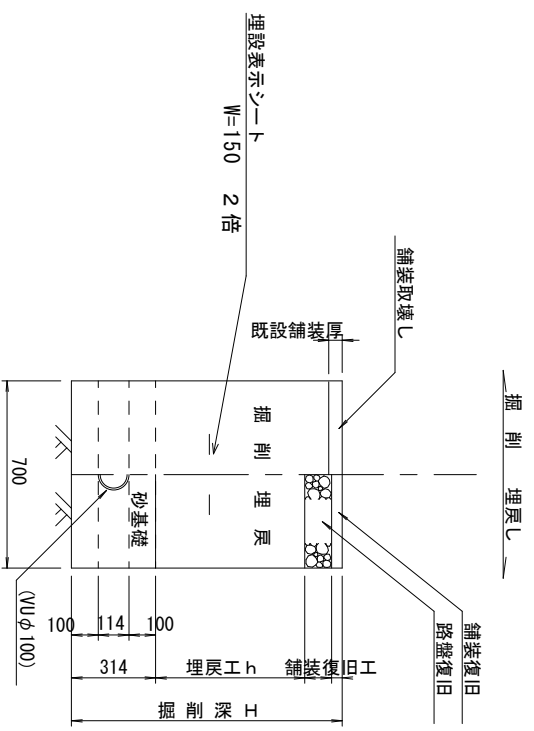 掘削 埋戻し
舗装取壊し
舗装復旧
路盤復旧
既設舗装厚
埋設表示シート
W=150 2倍
掘削
埋戻
砂基礎
100
114
100
314
埋戻工h
舗装復旧工
掘削深H
700
(VUφ100)